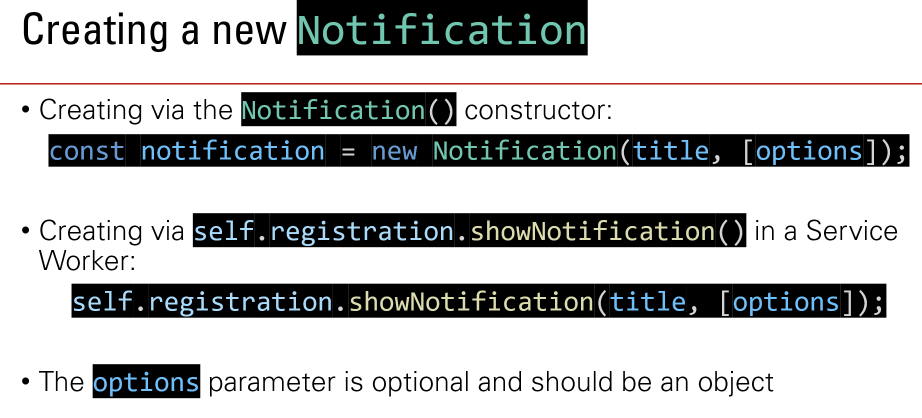 Creating a new Notification
• Creating via the Notification() constructor:
const notification = new Notification(title, [options]);
• Creating via self.registration.showNotification() in a Service
Worker:
self.registration.showNotification(title, [options]);
• The options parameter is optional and should be an object